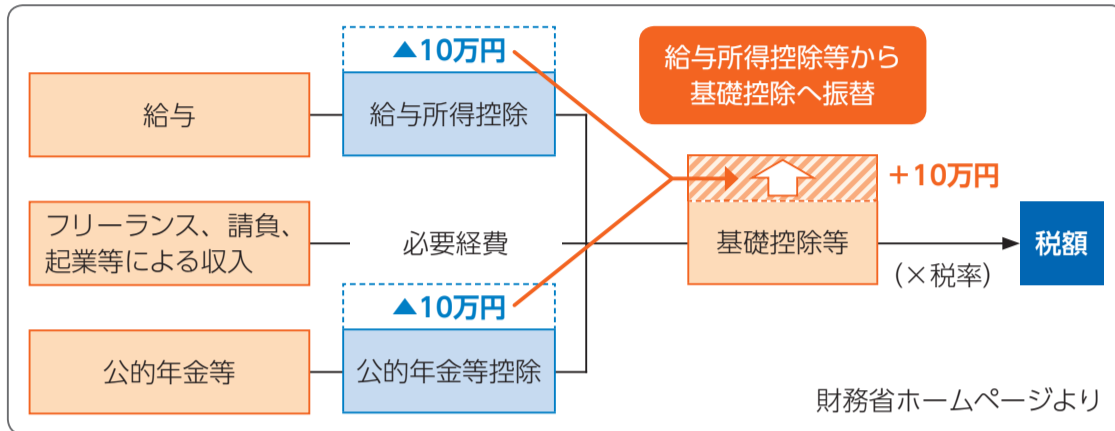 ▲10万円
給与所得控除等から
基礎控除へ振替
給与
給与所得控除
+10万円
フリーランス、請負、
起業等による収入
必要経費
基礎控除等
(×税率)
税額
▲10万円
公的年金等
公的年金等控除
財務省ホームページより